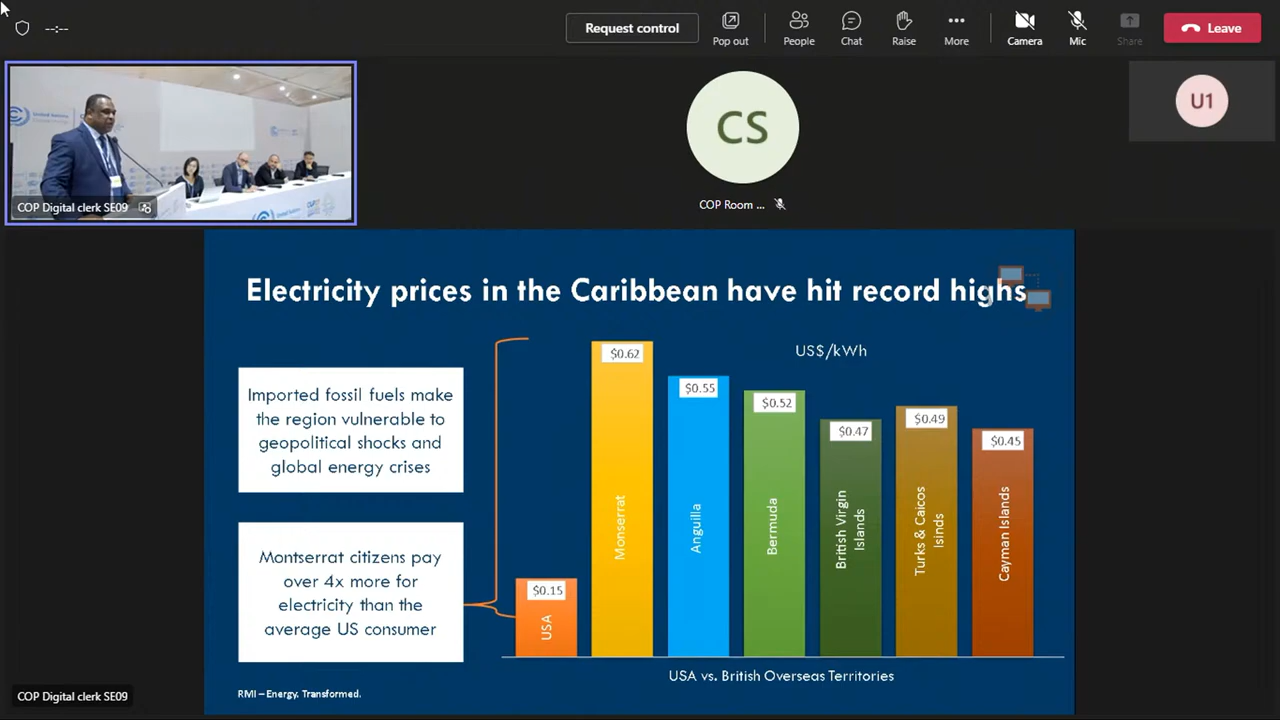 --:--
Request control
Pop out
People
Chat
Raise
More
Camera
Mic
Share
Leave
COP Digital clerk SE09
CS
COP Room ...
U1
Electricity prices in the Caribbean have hit record highs
US$/kWh
Imported fossil fuels make
the region vulnerable to
geopolitical shocks and
global energy crises
Montserrat citizens pay
over 4x more for
electricity than the
average US consumer
$0.15
USA
$0.62
Monserrat
$0.55
Anguilla
$0.52
Bermuda
$0.47
British Virgin
Islands
$0.49
Turks & Caicos
Islnds
$0.45
Cayman Islands
USA vs. British Overseas Territories
RMI – Energy. Transformed.
COP Digital clerk SE09